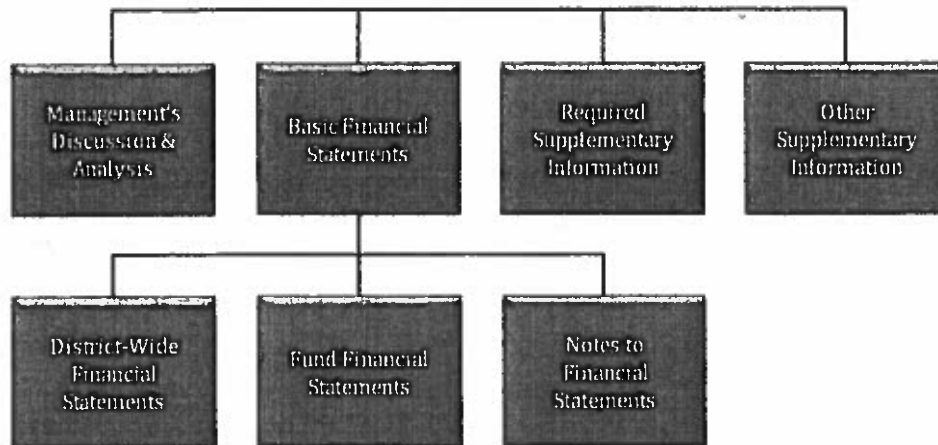 Management's
Discussion &
Analysis
Basic Financial
Statements
Required
Supplementary
Information
Other
Supplementary
Information
District-Wide
Financial
Statements
Fund Financial
Statements
Notes to
Financial
Statements